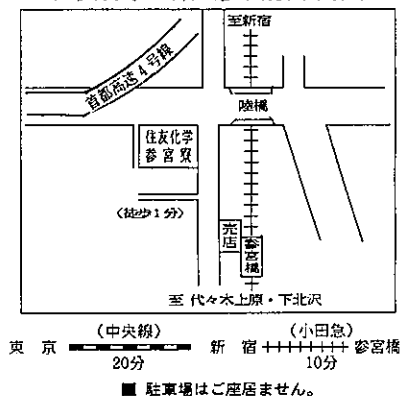 至新宿
首都高速4号線
陸橋
住友化学
参宮寮
(徒歩1分)
売店
参宮橋
至 代々木上原・下北沢
(中央線)
(小田急)
東京
新宿
参宮橋
20分
10分
■ 駐車場はご座居ません。